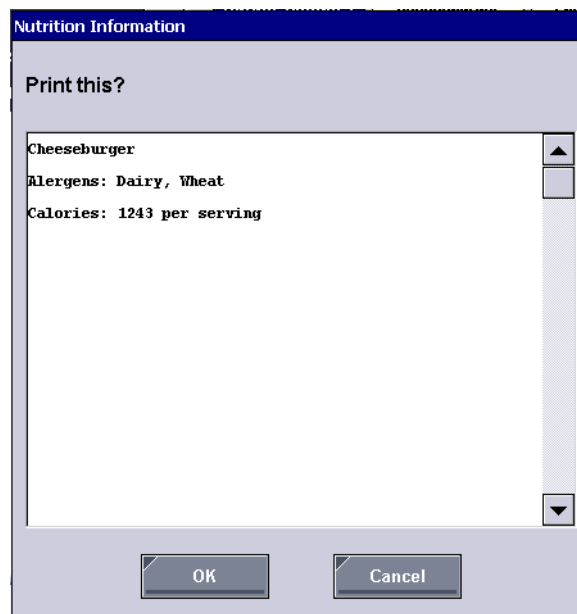 Nutrition Information
Print this?
Cheeseburger
Alergens: Dairy, Wheat
Calories: 1243 per serving
OK
Cancel